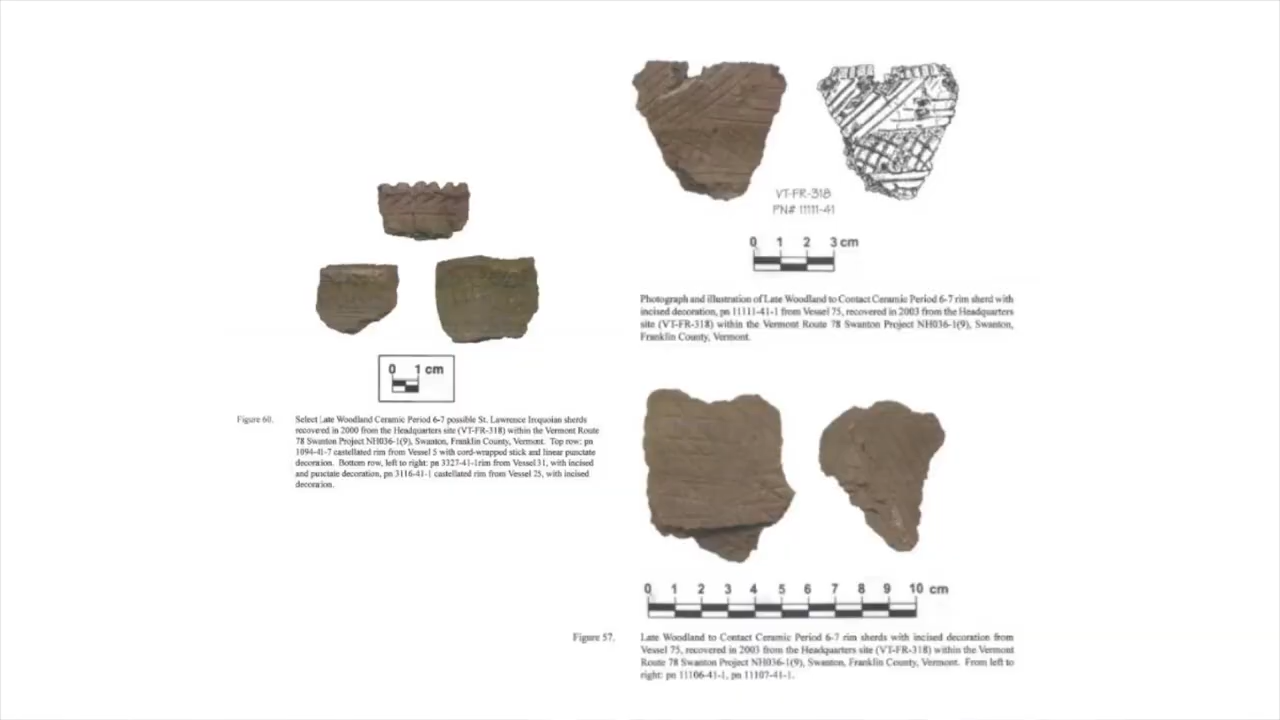 VT-FR-318
PN# 11111-41
0 1 2 3 cm
Photograph and illustration of Late Woodland to Contact Ceramic Period 6-7 rim sherd with
incised decoration, pn 11111-41-1 from Vessel 75, recovered in 2003 from the Headquarters
site (VT-FR-318) within the Vermont Route 78 Swanton Project NH036-1(9), Swanton,
Franklin County, Vermont.
0 1 cm
Figure 60. Select Late Woodland Ceramic Period 6-7 possible St. Lawrence Iroquoian sherds
recovered in 2000 from the Headquarters site (VT-FR-318) within the Vermont Route
78 Swanton Project NH036-1(9), Swanton, Franklin County, Vermont. Top row: pn
1094-41-7 castellated rim from Vessel 5 with cord-wrapped stick and linear punctate
decoration. Bottom row, left to right: pn 3327-41-1rim from Vessel 31, with incised
and punctate decoration, pn 3116-41-1 castellated rim from Vessel 25, with incised
decoration.
0 1 2 3 4 5 6 7 8 9 10 cm
Figure 57. Late Woodland to Contact Ceramic Period 6-7 rim sherds with incised decoration from
Vessel 75, recovered in 2003 from the Headquarters site (VT-FR-318) within the Vermont
Route 78 Swanton Project NH036-1(9), Swanton, Franklin County, Vermont. From left to
right: pn 11106-41-1, pn 11107-41-1.